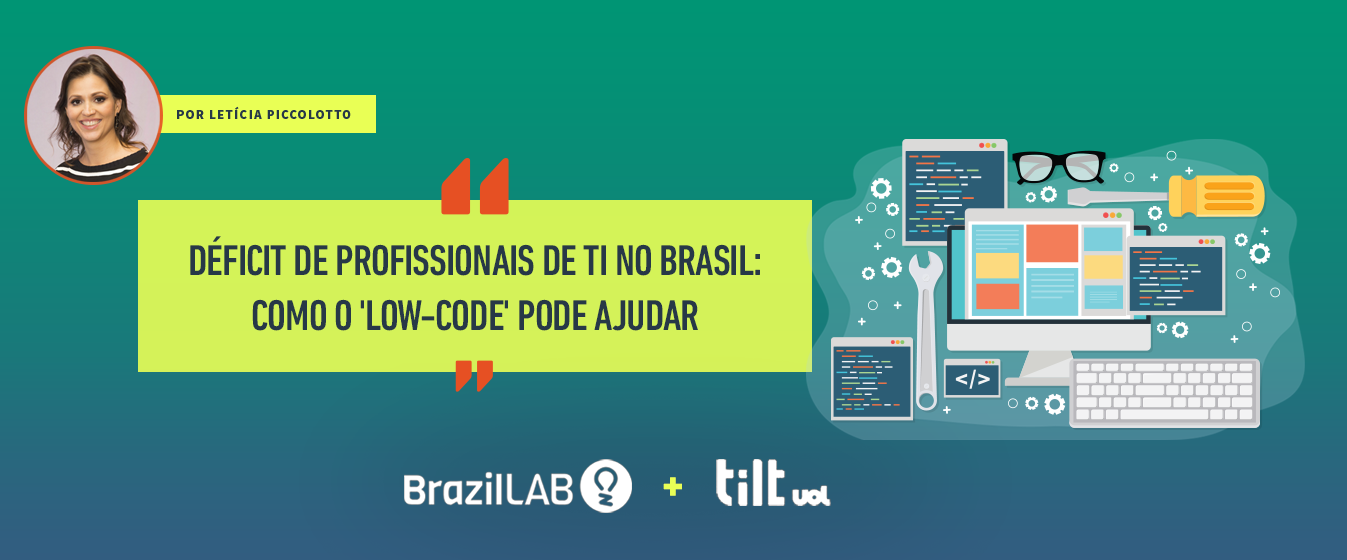 POR LETÍCIA PICCOLOTTO
DÉFICIT DE PROFISSIONAIS DE TI NO BRASIL:
COMO O 'LOW-CODE' PODE AJUDAR
</>
BrazilLAB + tilt uol